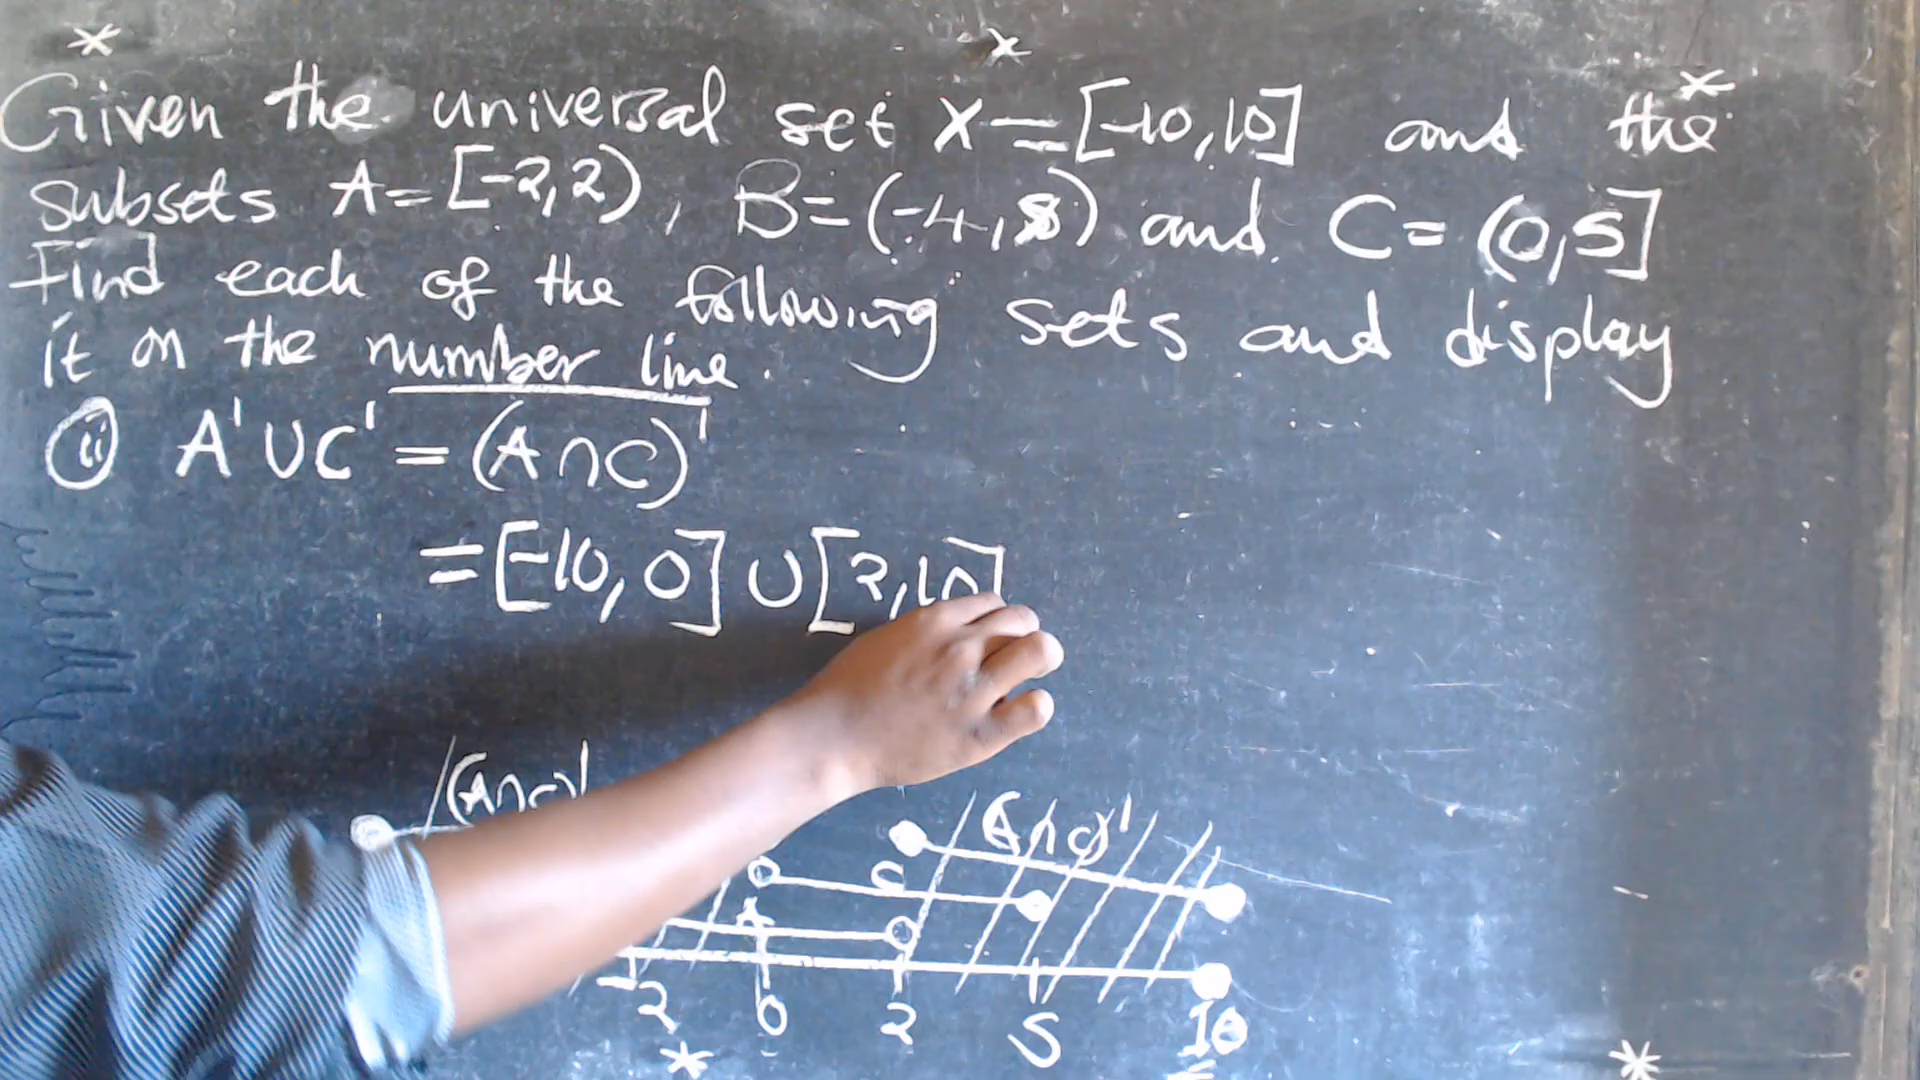 Given the universal set X = [-10, 10] and the
subsets A = [-2, 2), B = (-4, 8) and C = (0, 5]
Find each of the following sets and display
it on the number line.
(ii) A' ∪ C' = (A ∩ C)'
= [-10, 0] ∪ [2, 10]
(A ∩ C)' (A ∩ C)'
C
A
-2 0 2 5 10